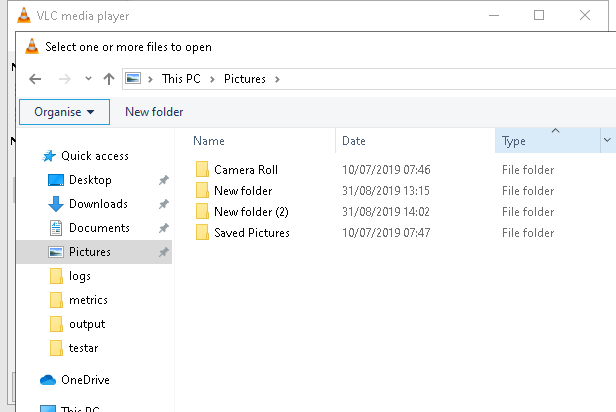 VLC media player
Select one or more files to open
This PC > Pictures >
Organise New folder
Name Date Type
Quick access
Desktop
Downloads
Documents
Pictures
logs
metrics
output
testar
OneDrive
This PC
Camera Roll 10/07/2019 07:46 File folder
New folder 31/08/2019 13:15 File folder
New folder (2) 31/08/2019 14:02 File folder
Saved Pictures 10/07/2019 07:47 File folder